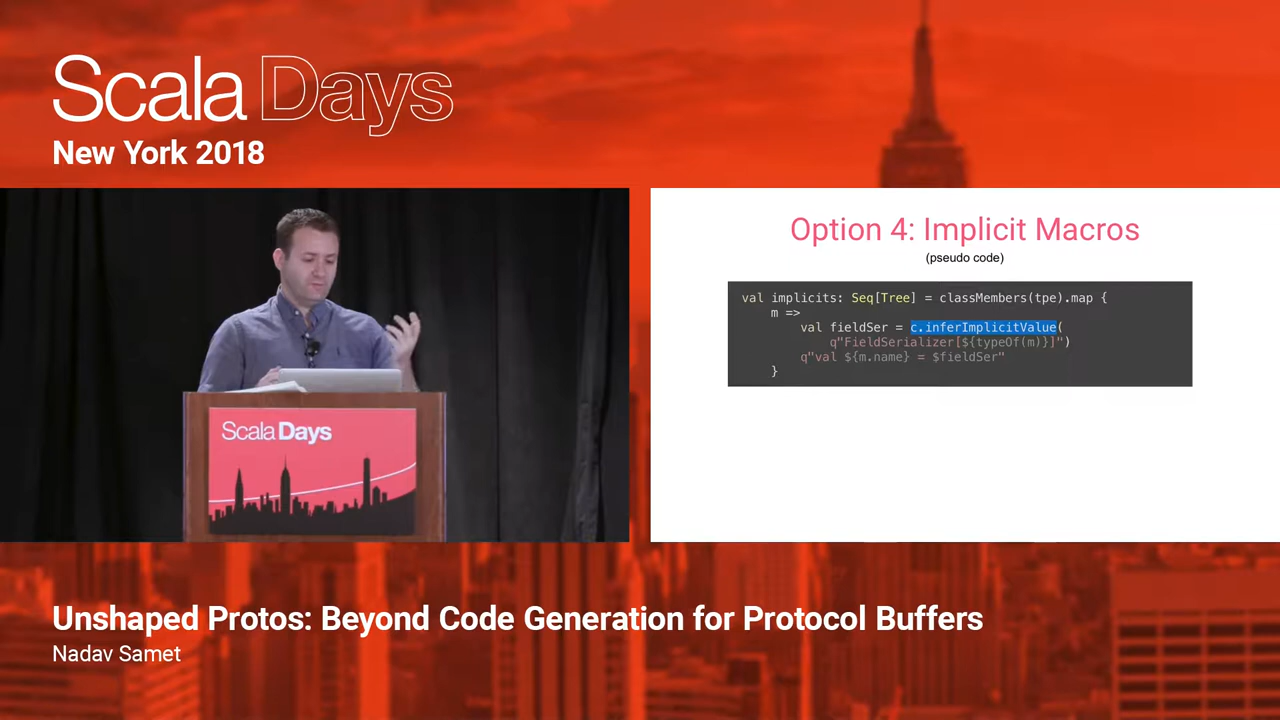 Scala Days
New York 2018
Option 4: Implicit Macros
(pseudo code)
val implicits: Seq[Tree] = classMembers(tpe).map {
m =>
val fieldSer = c.inferImplicitValue(
q"FieldSerializer[${typeOf(m)}]")
q"val ${m.name} = $fieldSer"
}
Scala Days
Unshaped Protos: Beyond Code Generation for Protocol Buffers
Nadav Samet